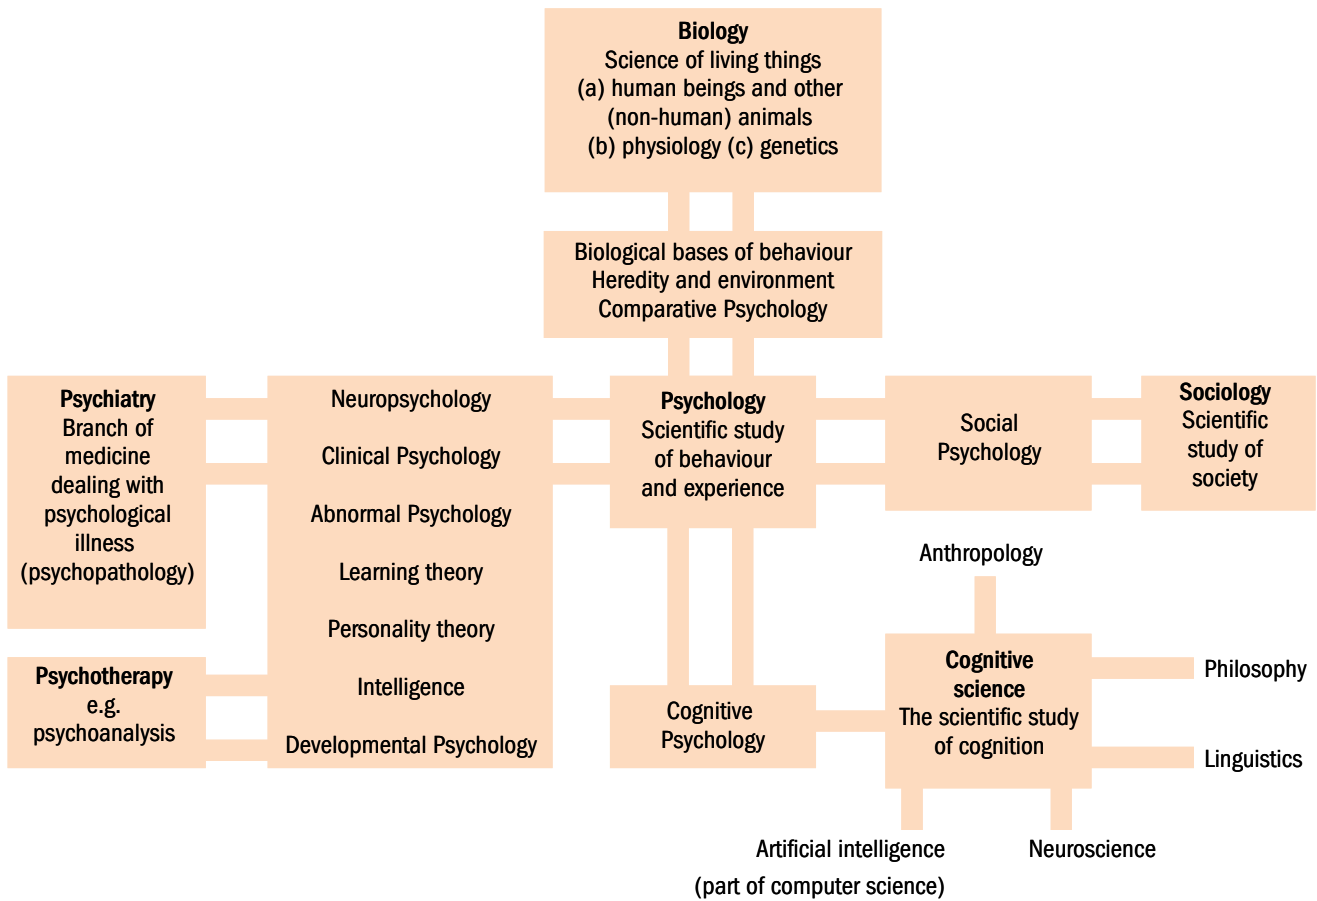 Biology
Science of living things
(a) human beings and other
(non-human) animals
(b) physiology (c) genetics
Biological bases of behaviour
Heredity and environment
Comparative Psychology
Psychiatry
Branch of
medicine
dealing with
psychological
illness
(psychopathology)
Psychotherapy
e.g.
psychoanalysis
Neuropsychology
Clinical Psychology
Abnormal Psychology
Learning theory
Personality theory
Intelligence
Developmental Psychology
Psychology
Scientific study
of behaviour
and experience
Social
Psychology
Sociology
Scientific
study of
society
Cognitive
Psychology
Anthropology
Cognitive
science
The scientific study
of cognition
Philosophy
Linguistics
Artificial intelligence
(part of computer science)
Neuroscience